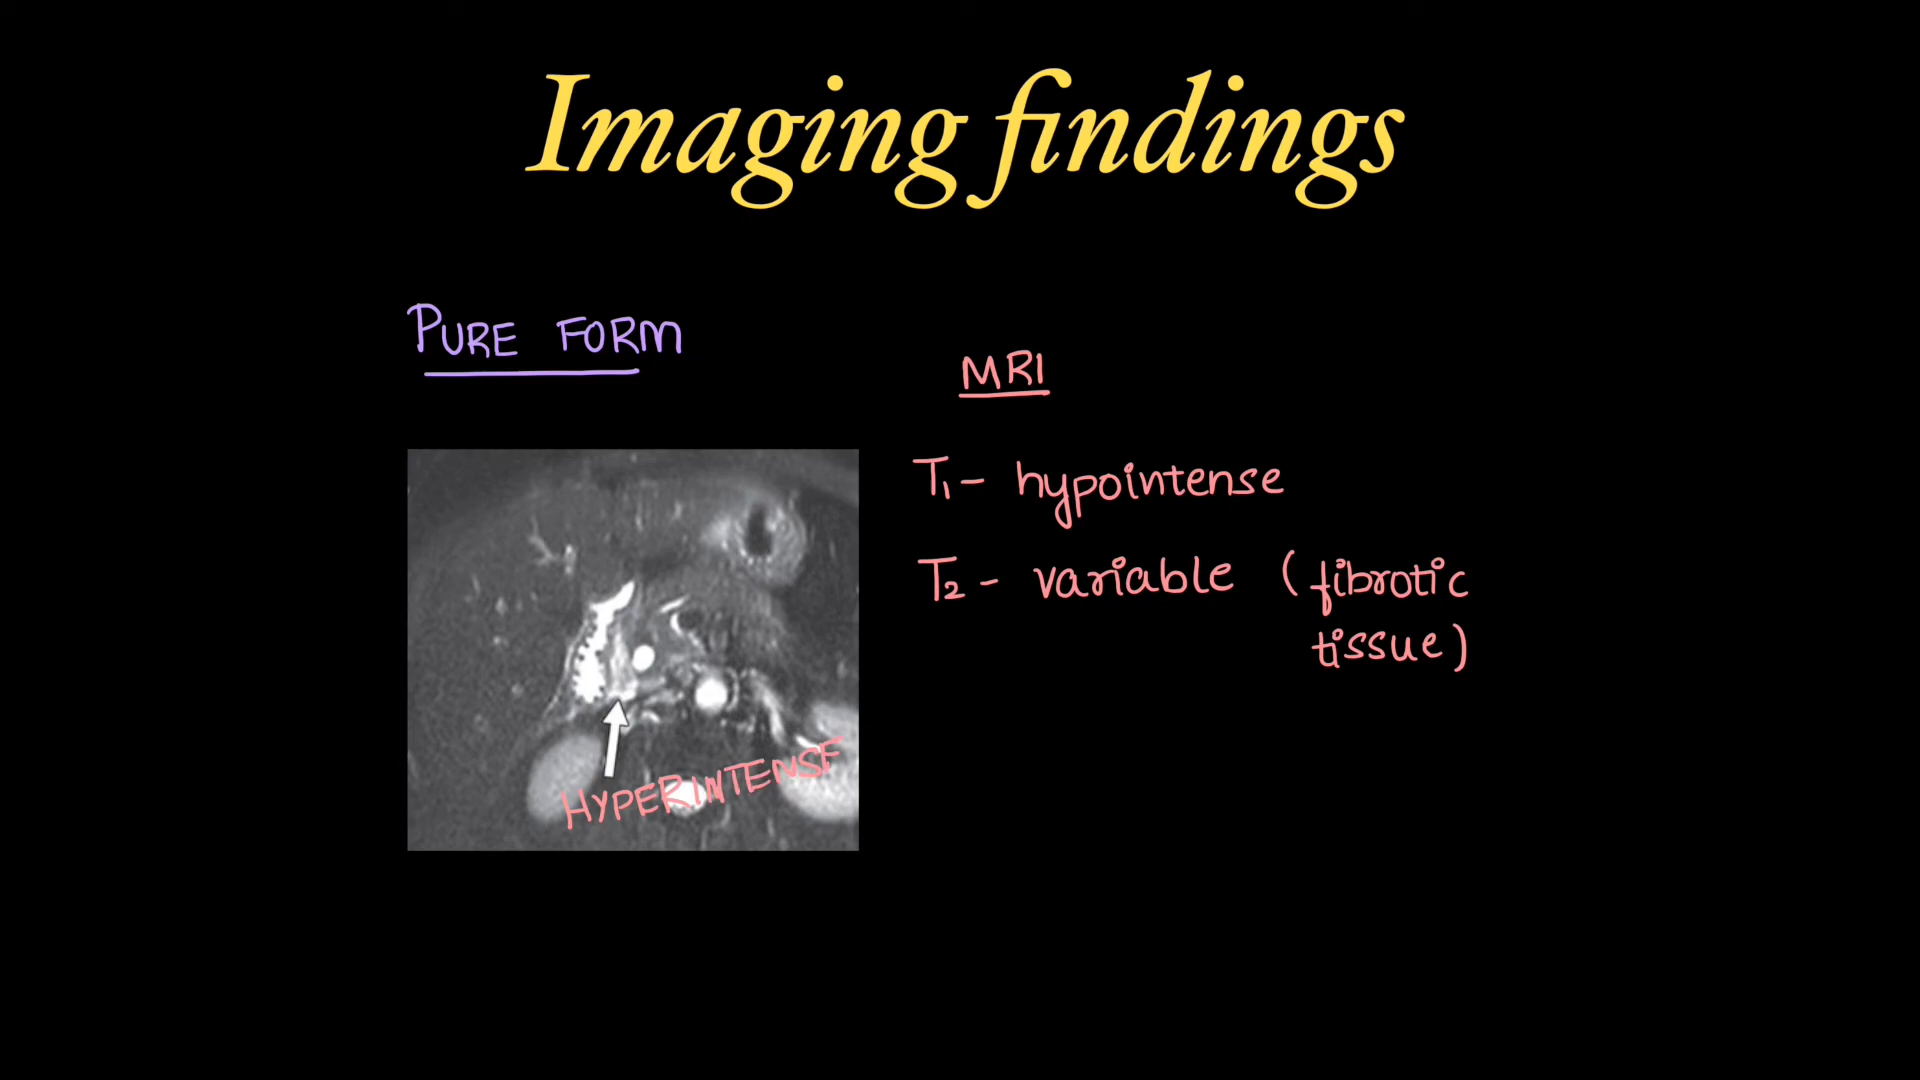 Imaging findings
PURE FORM
MRI
T1 - hypointense
T2 - variable (fibrotic
tissue)
HYPERINTENSE